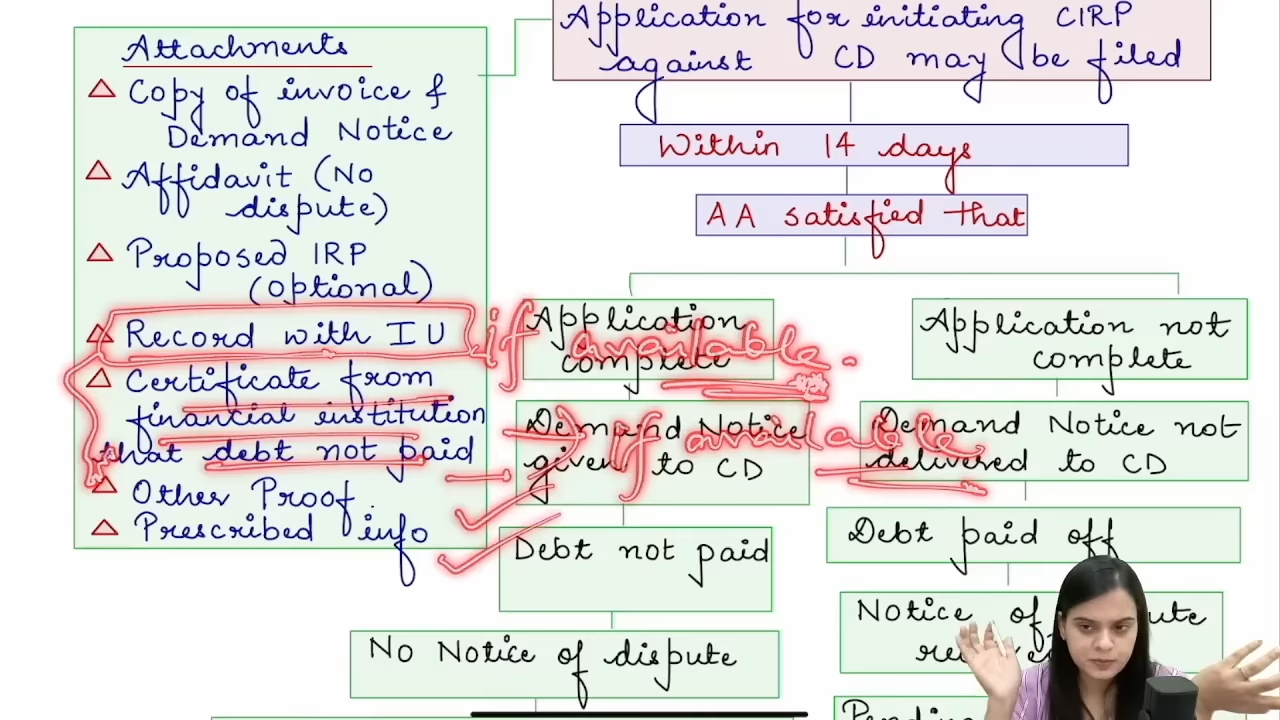 Application for initiating CIRP
against CD may be filed
Within 14 days
AA satisfied that
Attachments
Copy of invoice &
Demand Notice
Affidavit (No
dispute)
Proposed IRP
(optional)
Record with IU
if available.
Certificate from
financial institution
that debt not paid
if available
Other Proof
Prescribed info
Application
complete
Demand Notice
given to CD
Debt not paid
No Notice of dispute
Application not
complete
Demand Notice not
delivered to CD
Debt paid off
Notice of
Pending